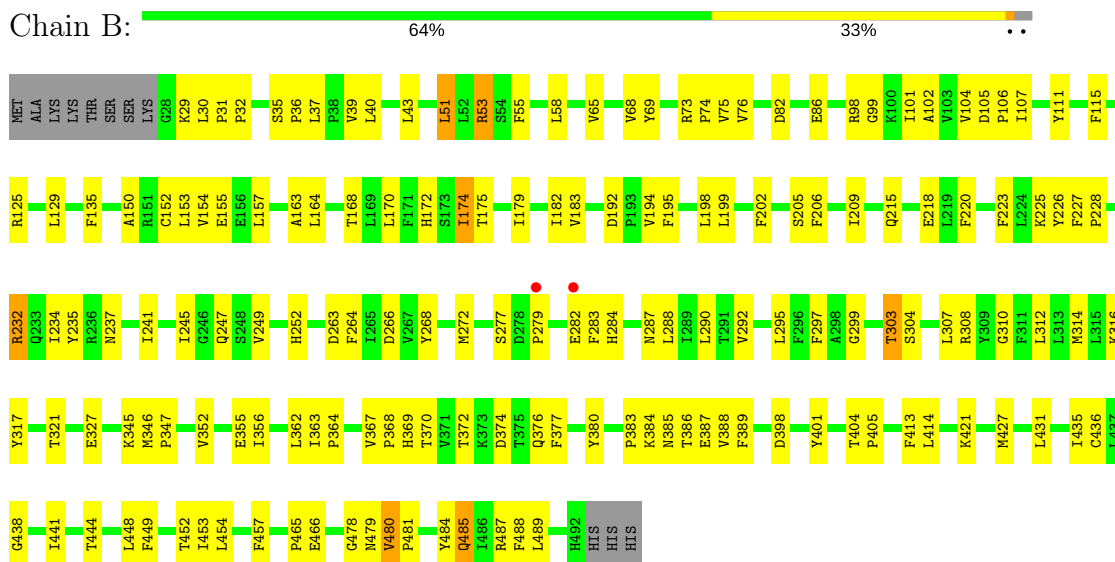 Chain B:
64% 33% • •
MET ALA LYS LYS THR SER SER LYS G28 K29 L30 P31 P32 S35 P36 L37 P38 V39 L40 L43 L51 L52 R53 S54 F55 L58 V65 V68 Y69 R73 P74 V75 V76 D82 E86 R98 G99 K100 I101 A102 V103 V104 D105 P106 I107 Y111 F115
R125 L129 F135 A150 R151 C152 L153 V154 E155 E156 L157 A163 L164 T168 L169 L170 F171 H172 S173 I174 T175 I179 I182 V183 D192 P193 V194 F195 L198 L199 F202 S205 F206 I209 Q215 E218 L219 F220 F223 L224 K225 Y226 F227 P228
R232 Q233 I234 Y235 R236 N237 I241 I245 G246 Q247 S248 V249 H252 D263 F264 I265 D266 V267 Y268 M272 S277 D278 P279 E282 F283 H284 N287 L288 I289 L290 T291 V292 L295 F296 F297 A298 G299 T303 S304 L307 R308 Y309 G310 F311 L312 L313 M314 L315 K316
Y317 T321 E327 K345 M346 P347 V352 E355 I356 L362 I363 P364 V367 P368 H369 T370 V371 T372 K373 D374 T375 Q376 F377 Y380 P383 K384 N385 T386 E387 V388 F389 D398 Y401 T404 P405 F413 L414 K421 M427 L431 I435 C436 L437
G438 I441 T444 L448 F449 T452 I453 L454 F457 P465 E466 G478 N479 V480 P481 Y484 Q485 I486 R487 F488 L489 H492 HIS HIS HIS